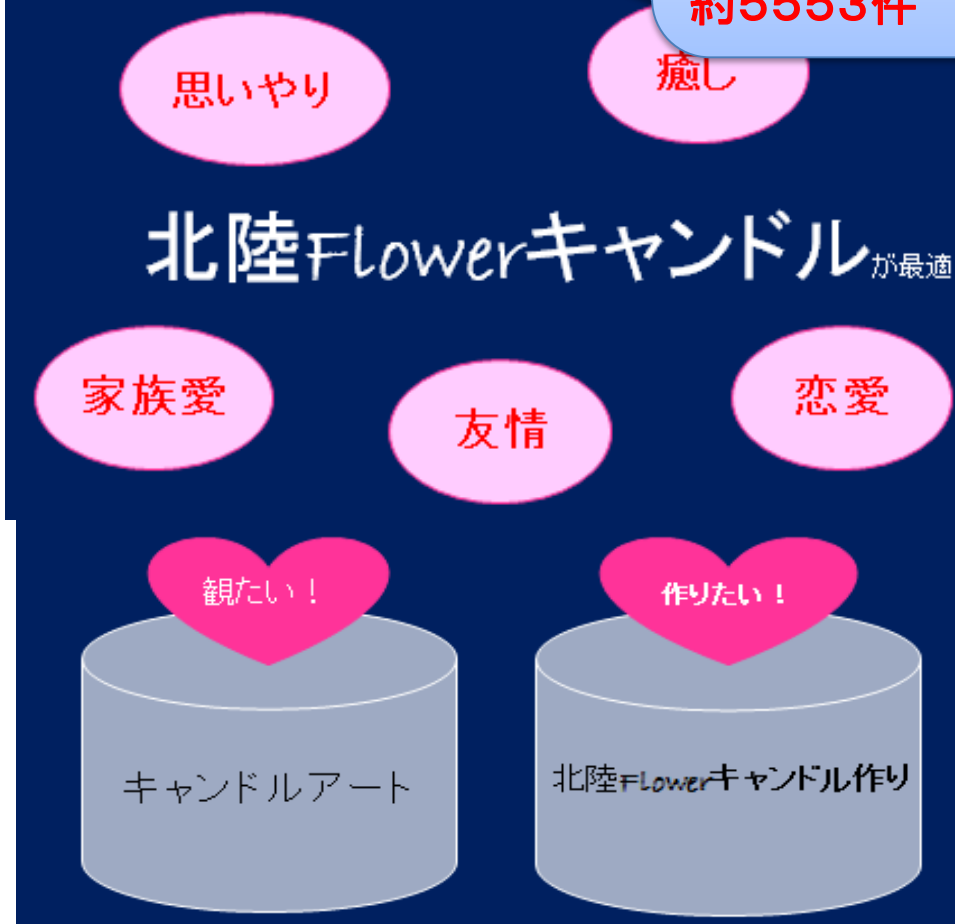 約5553件
思いやり
癒し
北陸Flowerキャンドルが最適
家族愛
友情
恋愛
観たい！
作りたい！
キャンドルアート
北陸Flowerキャンドル作り